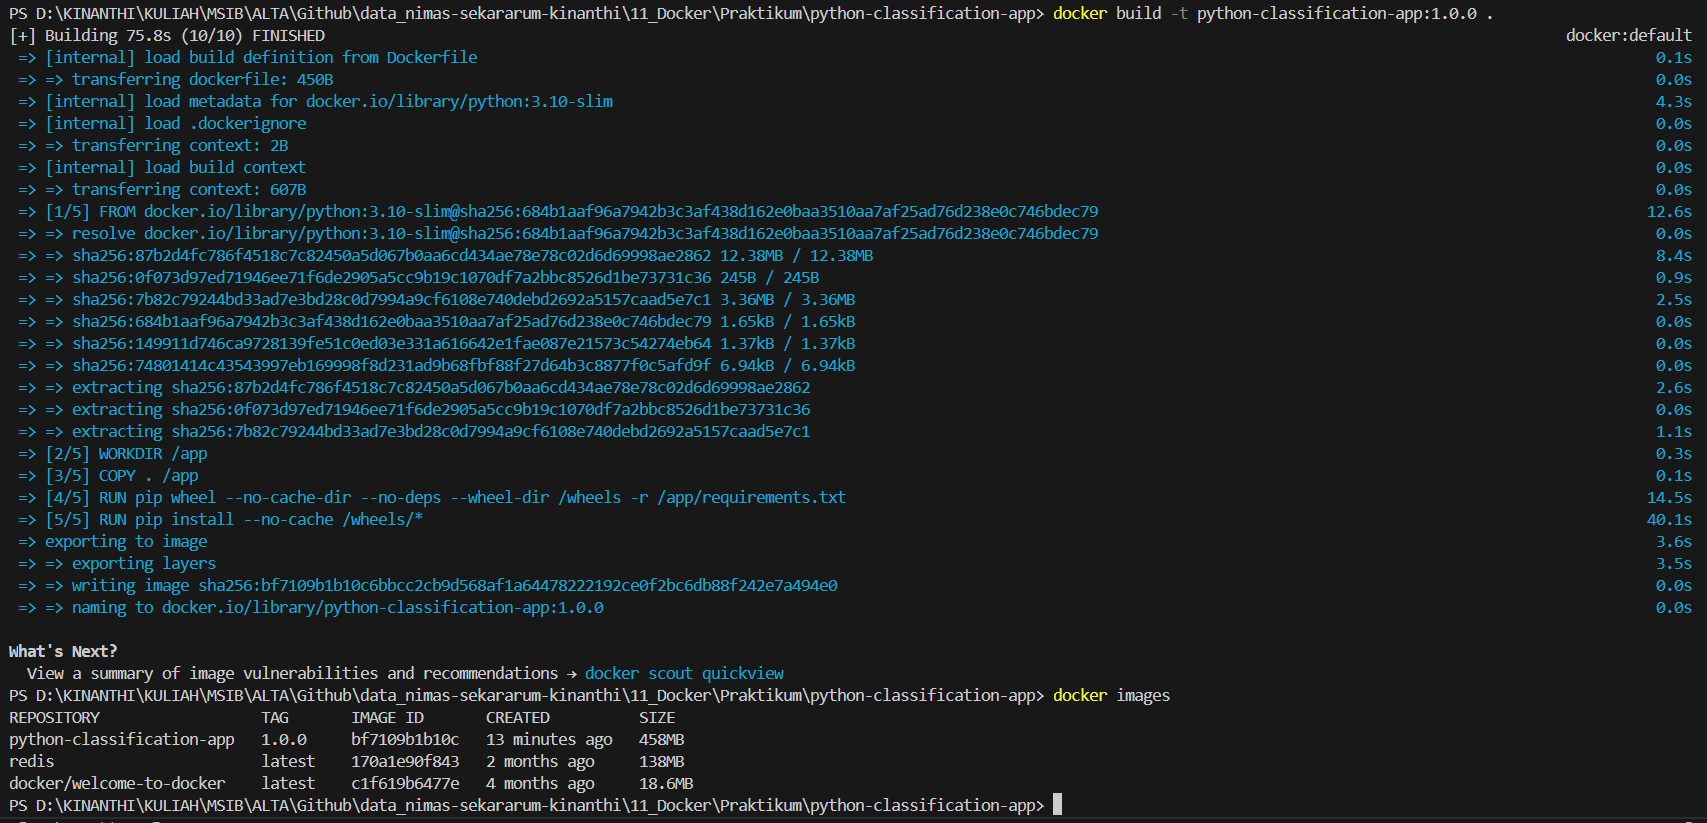 PS D:\KINANTHI\KULIAH\MSIB\ALTA\Github\data_nimas-sekararum-kinanthi\11_Docker\Praktikum\python-classification-app> docker build -t python-classification-app:1.0.0 .
[+] Building 75.8s (10/10) FINISHED docker:default
=> [internal] load build definition from Dockerfile 0.1s
=> => transferring dockerfile: 450B 0.0s
=> [internal] load metadata for docker.io/library/python:3.10-slim 4.3s
=> [internal] load .dockerignore 0.0s
=> => transferring context: 2B 0.0s
=> [internal] load build context 0.0s
=> => transferring context: 607B 0.0s
=> [1/5] FROM docker.io/library/python:3.10-slim@sha256:684b1aaf96a7942b3c3af438d162e0baa3510aa7af25ad76d238e0c746bdec79 12.6s
=> => resolve docker.io/library/python:3.10-slim@sha256:684b1aaf96a7942b3c3af438d162e0baa3510aa7af25ad76d238e0c746bdec79 0.0s
=> => sha256:87b2d4fc786f4518c7c82450a5d067b0aa6cd434ae78e78c02d6d69998ae2862 12.38MB / 12.38MB 8.4s
=> => sha256:0f073d97ed71946ee71f6de2905a5cc9b19c1070df7a2bbc8526d1be73731c36 245B / 245B 0.9s
=> => sha256:7b82c79244bd33ad7e3bd28c0d7994a9cf6108e740debd2692a5157caad5e7c1 3.36MB / 3.36MB 2.5s
=> => sha256:684b1aaf96a7942b3c3af438d162e0baa3510aa7af25ad76d238e0c746bdec79 1.65kB / 1.65kB 0.0s
=> => sha256:149911d746ca9728139fe51c0ed03e331a616642e1fae087e21573c54274eb64 1.37kB / 1.37kB 0.0s
=> => sha256:74801414c43543997eb169998f8d231ad9b68fbf88f27d64b3c8877f0c5afd9f 6.94kB / 6.94kB 0.0s
=> => extracting sha256:87b2d4fc786f4518c7c82450a5d067b0aa6cd434ae78e78c02d6d69998ae2862 2.6s
=> => extracting sha256:0f073d97ed71946ee71f6de2905a5cc9b19c1070df7a2bbc8526d1be73731c36 0.0s
=> => extracting sha256:7b82c79244bd33ad7e3bd28c0d7994a9cf6108e740debd2692a5157caad5e7c1 1.1s
=> [2/5] WORKDIR /app 0.3s
=> [3/5] COPY . /app 0.1s
=> [4/5] RUN pip wheel --no-cache-dir --no-deps --wheel-dir /wheels -r /app/requirements.txt 14.5s
=> [5/5] RUN pip install --no-cache /wheels/* 40.1s
=> exporting to image 3.6s
=> => exporting layers 3.5s
=> => writing image sha256:bf7109b1b10c6bbcc2cb9d568af1a64478222192ce0f2bc6db88f242e7a494e0 0.0s
=> => naming to docker.io/library/python-classification-app:1.0.0 0.0s
What's Next?
View a summary of image vulnerabilities and recommendations → docker scout quickview
PS D:\KINANTHI\KULIAH\MSIB\ALTA\Github\data_nimas-sekararum-kinanthi\11_Docker\Praktikum\python-classification-app> docker images
REPOSITORY TAG IMAGE ID CREATED SIZE
python-classification-app 1.0.0 bf7109b1b10c 13 minutes ago 458MB
redis latest 170a1e90f843 2 months ago 138MB
docker/welcome-to-docker latest c1f619b6477e 4 months ago 18.6MB
PS D:\KINANTHI\KULIAH\MSIB\ALTA\Github\data_nimas-sekararum-kinanthi\11_Docker\Praktikum\python-classification-app>